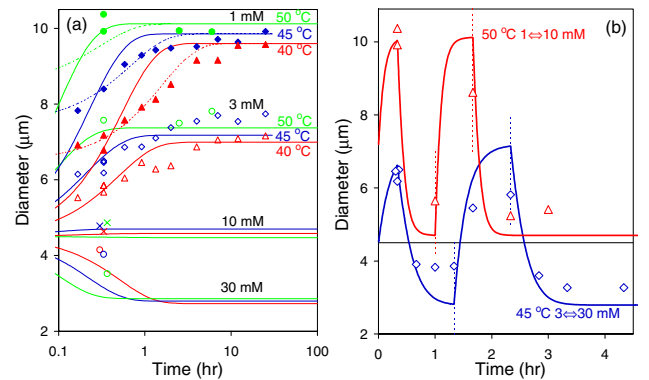 (a)
1 mM
50 °C
45 °C
40 °C
3 mM
50 °C
45 °C
40 °C
10 mM
30 mM
12
10
8
6
4
2
Diameter (μm)
0.1
1
10
100
Time (hr)
(b)
50 °C 1⇔10 mM
45 °C 3⇔30 mM
10
8
6
4
2
Diameter (μm)
0
1
2
3
4
Time (hr)